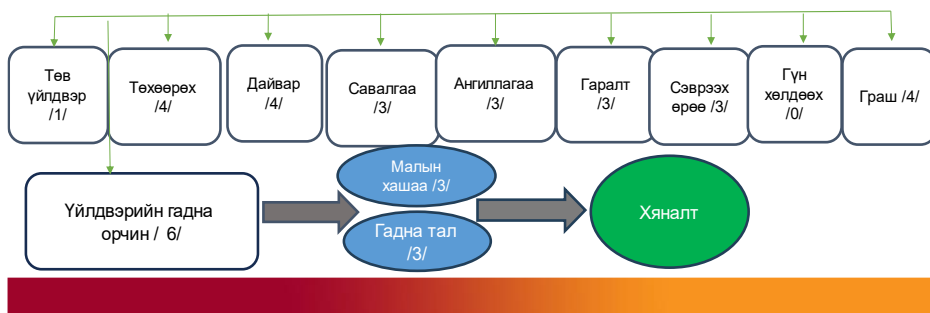 Төв
үйлдвэр
/1/
Төхөөрөх
/4/
Дайвар
/4/
Савалгаа
/3/
Ангиллагаа
/3/
Гаралт
/3/
Сэврээх
өрөө /3/
Гүн
хөлдөөх
/0/
Граш /4/
Үйлдвэрийн гадна
орчин / 6/
Малын
хашаа /3/
Гадна тал
/3/
Хяналт